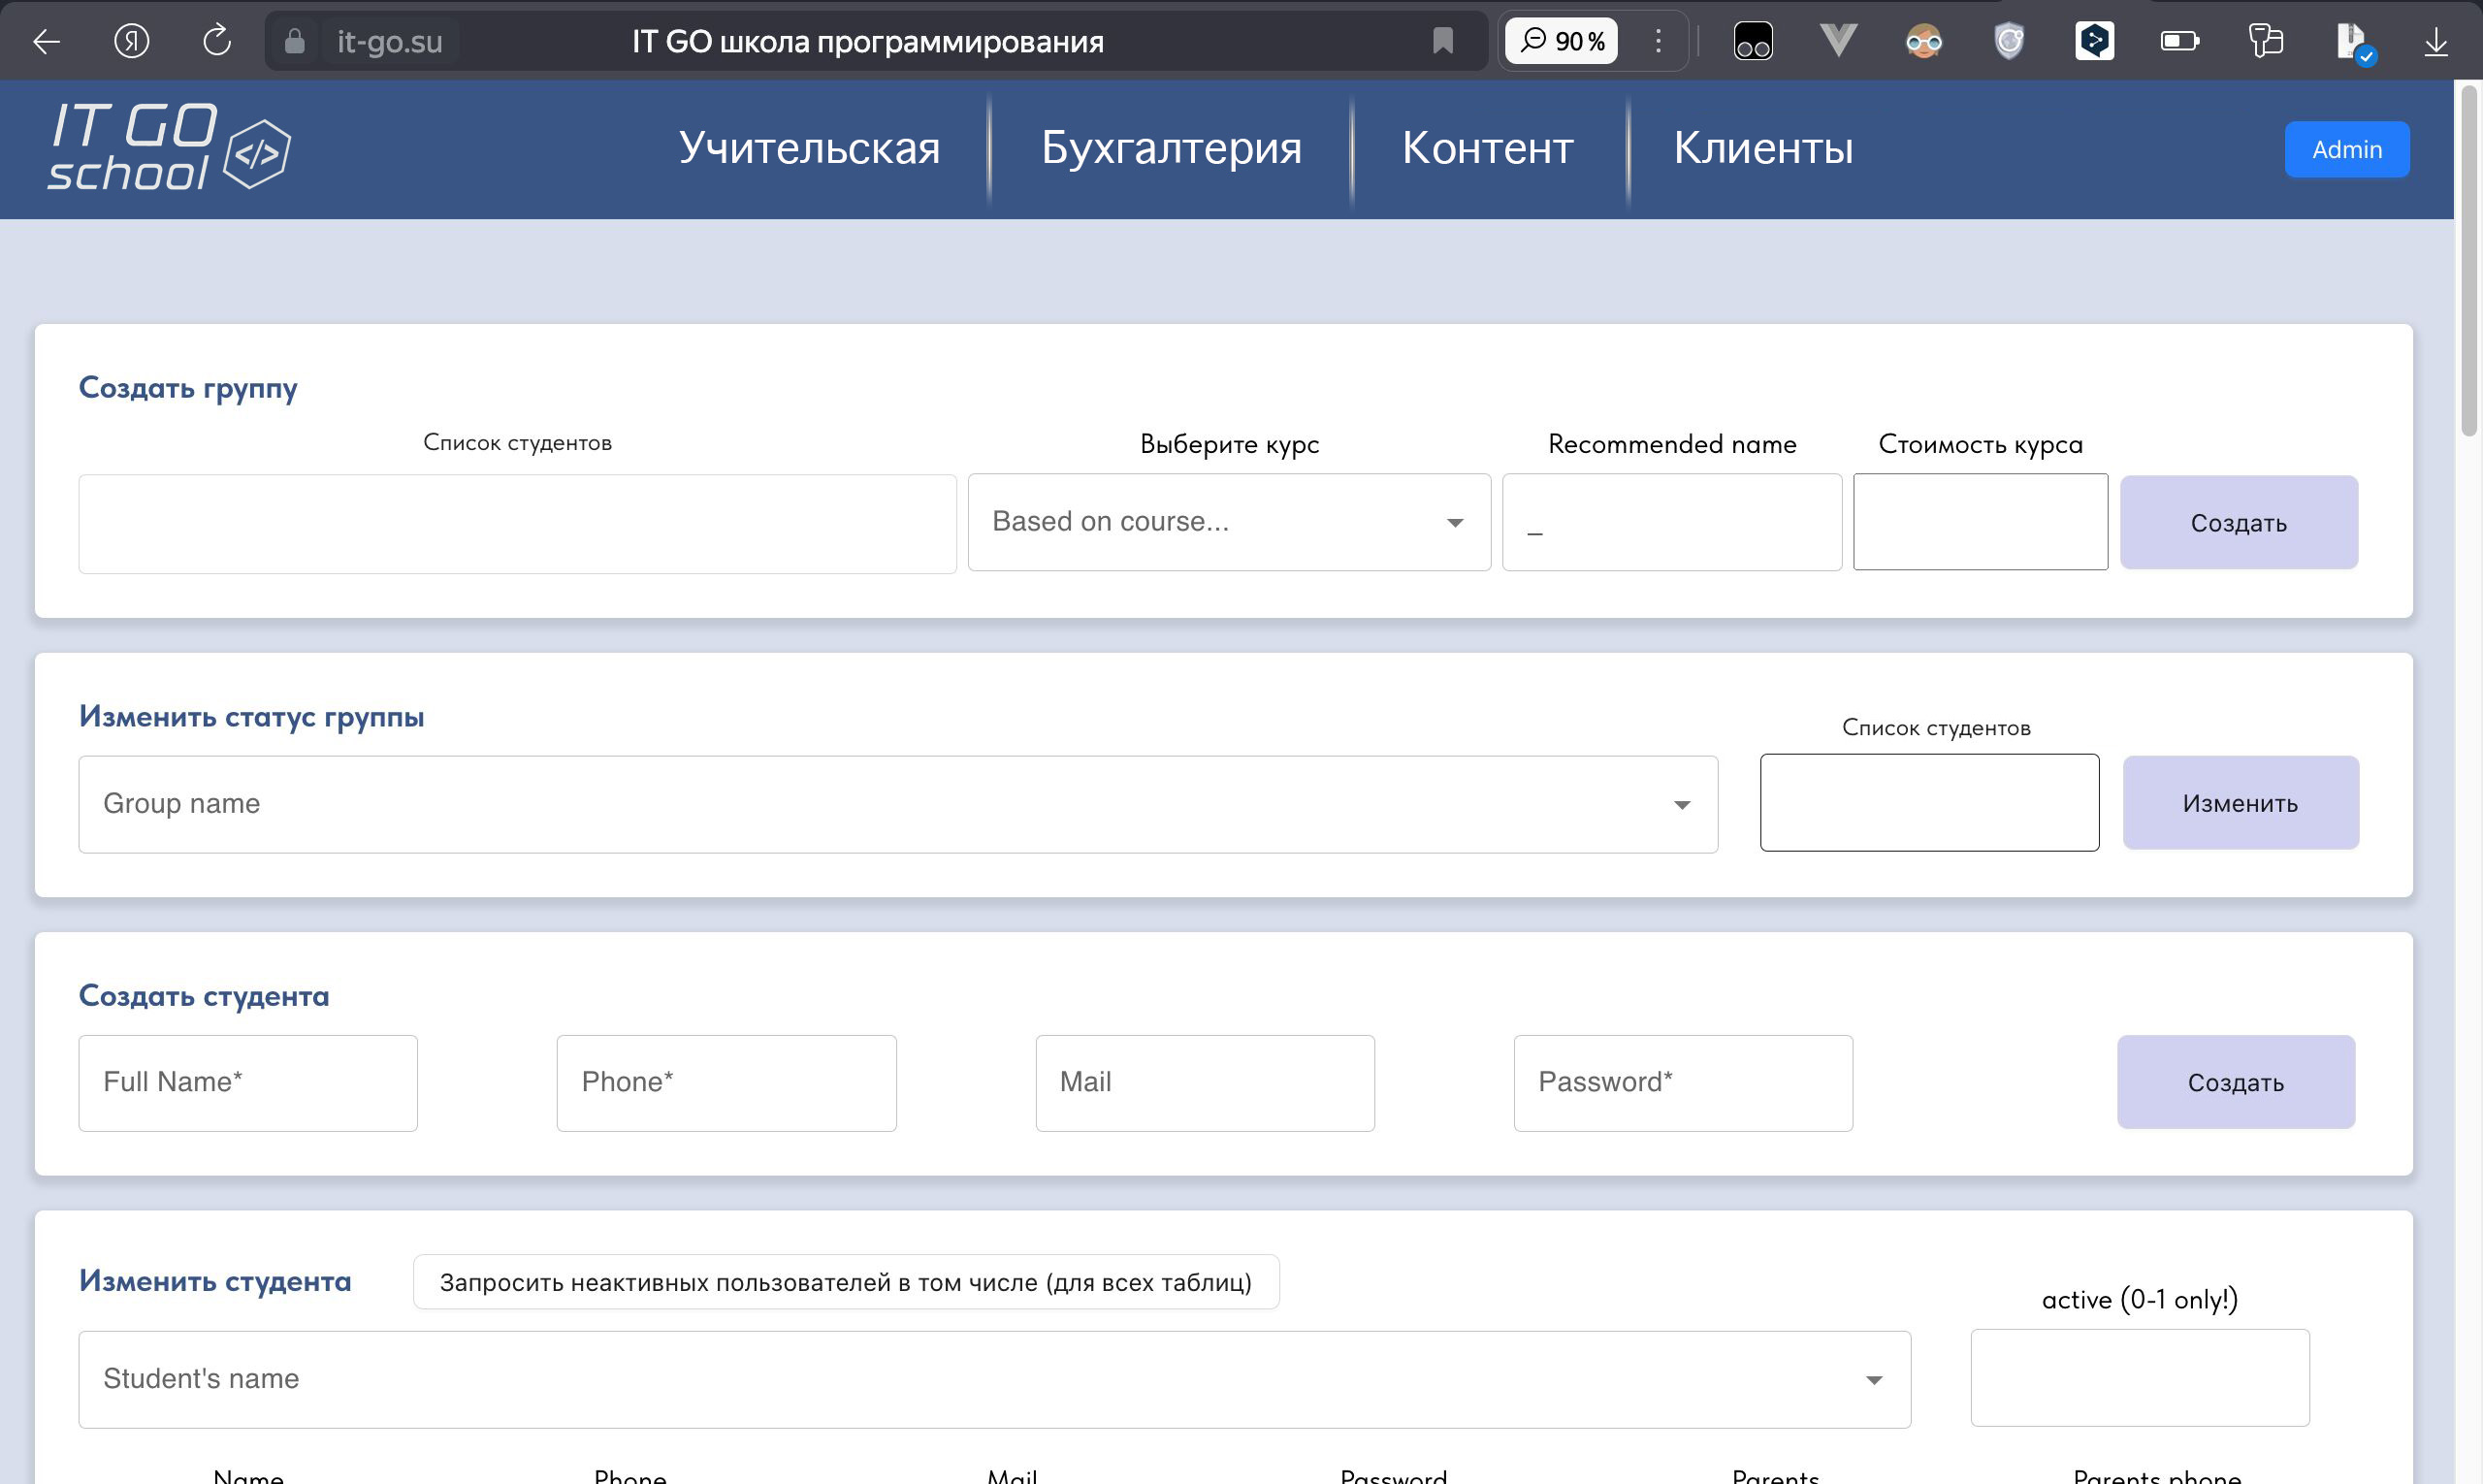 it-go.su IT GO школа программирования 90 %
IT GO
school </>
Учительская Бухгалтерия Контент Клиенты Admin
Создать группу
Список студентов Выберите курс Recommended name Стоимость курса
Based on course... _ Создать
Изменить статус группы
Список студентов
Group name Изменить
Создать студента
Full Name* Phone* Mail Password* Создать
Изменить студента Запросить неактивных пользователей в том числе (для всех таблиц)
active (0-1 only!)
Student's name
Name Phone Mail Password Parents Parents phone